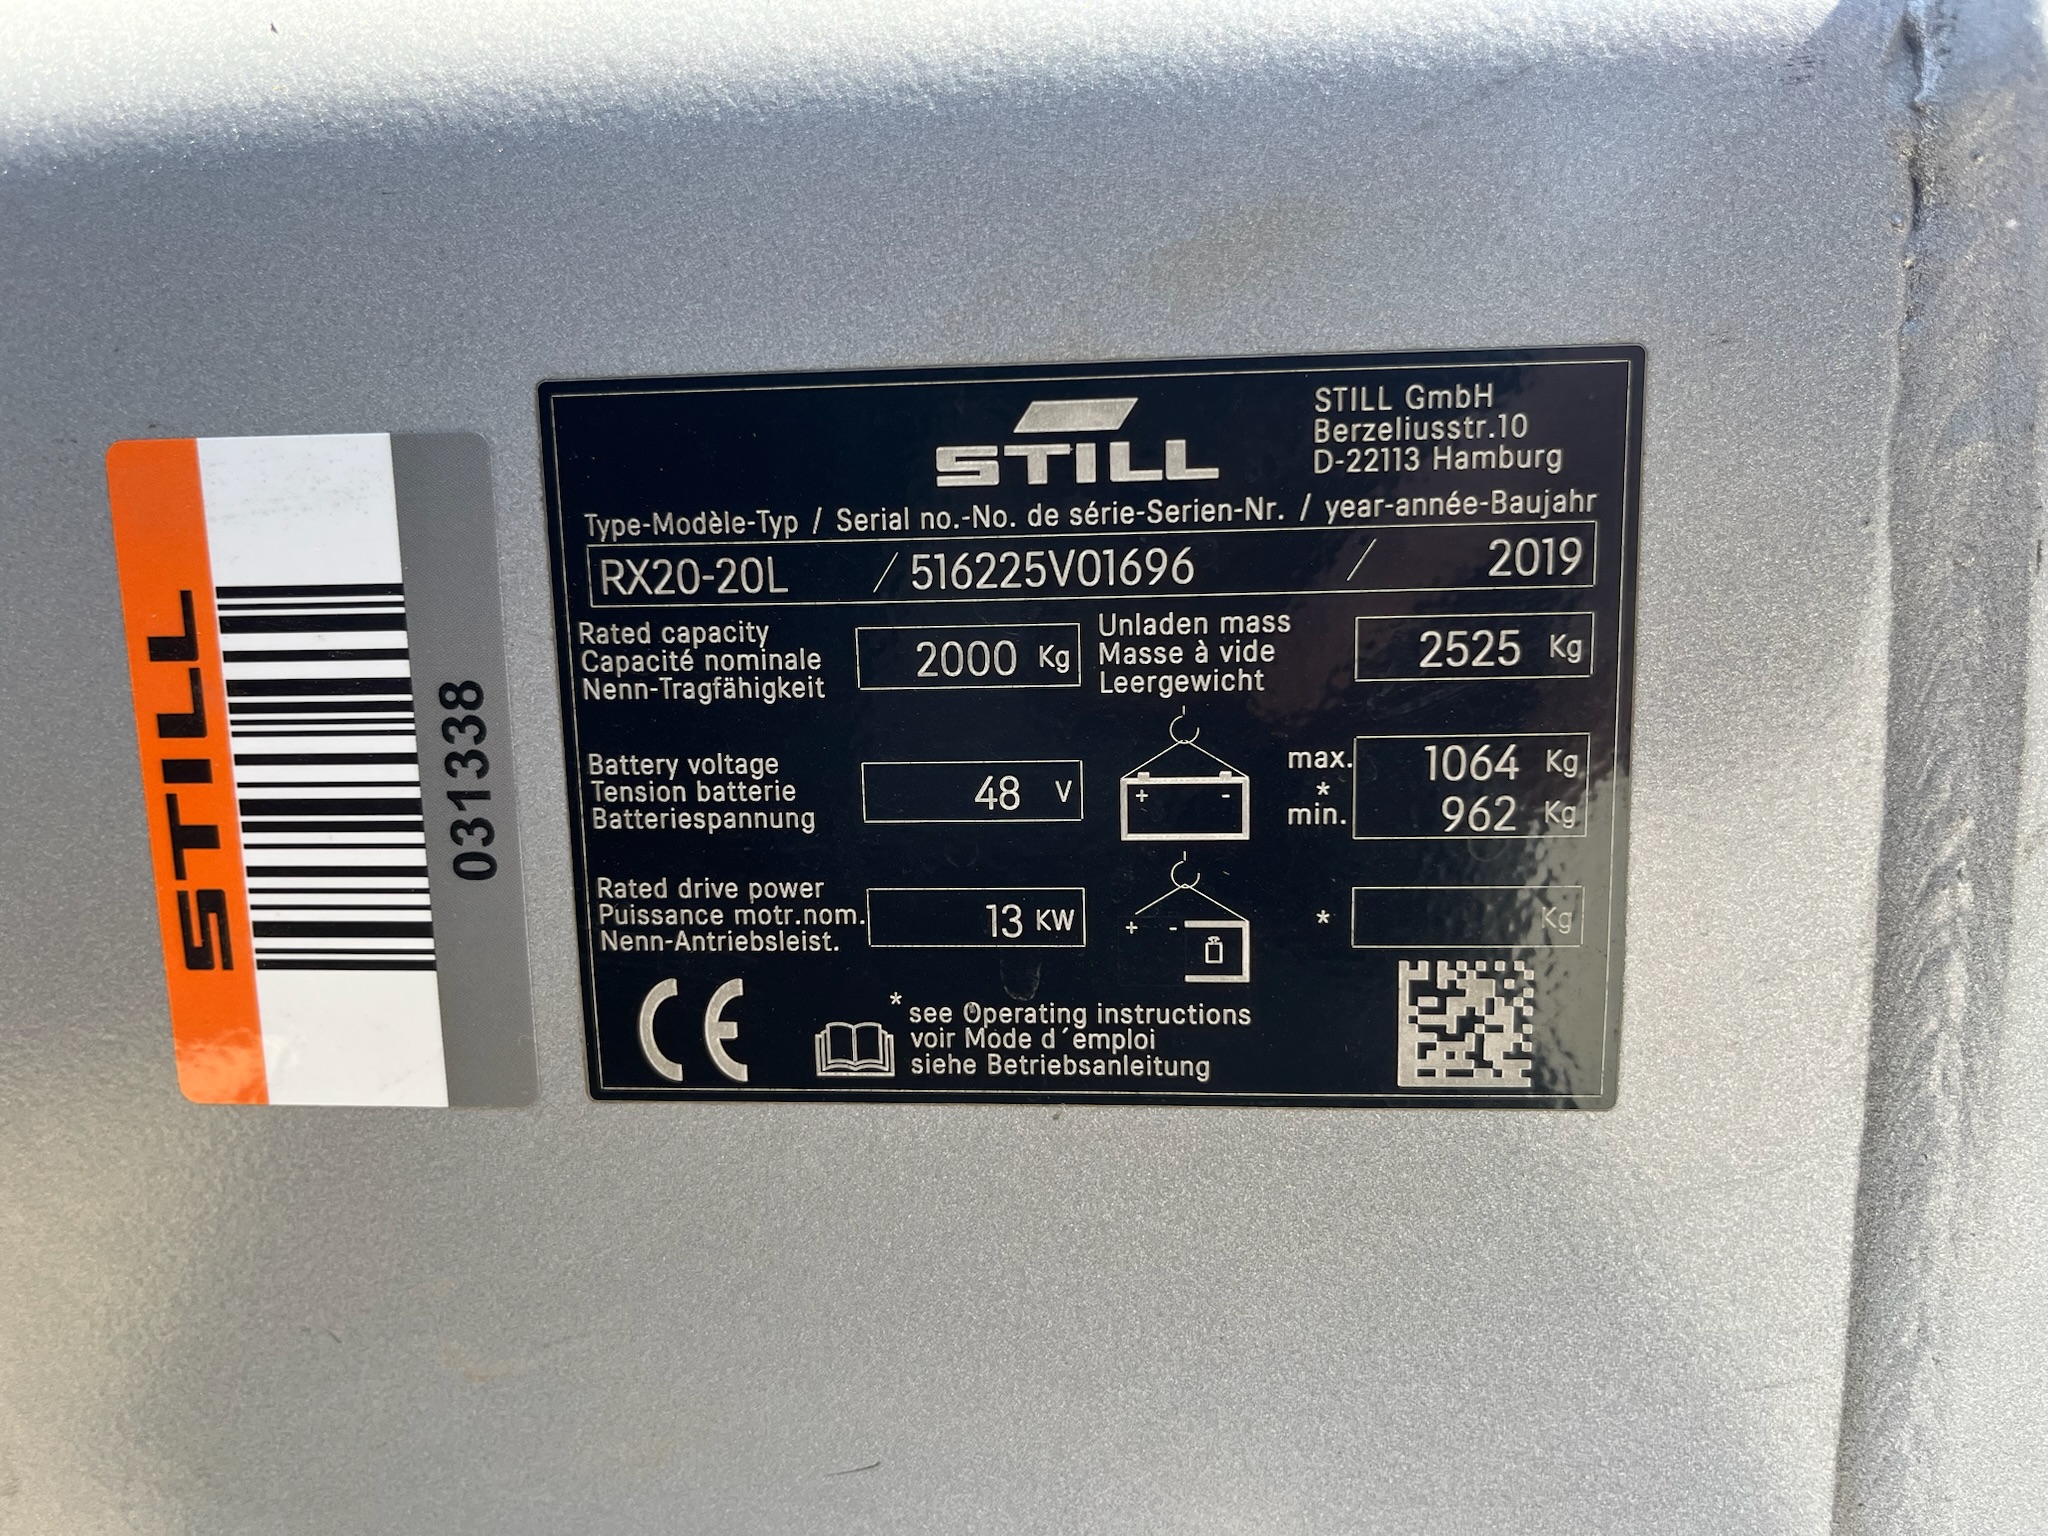 STILL
031338
STILL
STILL GmbH
Berzeliusstr.10
D-22113 Hamburg
Type-Modèle-Typ / Serial no.-No. de série-Serien-Nr. / year-année-Baujahr
RX20-20L / 516225V01696 / 2019
Rated capacity
Capacité nominale
Nenn-Tragfähigkeit
2000 Kg
Unladen mass
Masse à vide
Leergewicht
2525 Kg
Battery voltage
Tension batterie
Batteriespannung
48 V
+ -
max. 1064 Kg
*
min. 962 Kg
Rated drive power
Puissance motr.nom.
Nenn-Antriebsleist.
13 KW
+ -
* Kg
CE
* see Operating instructions
voir Mode d´emploi
siehe Betriebsanleitung